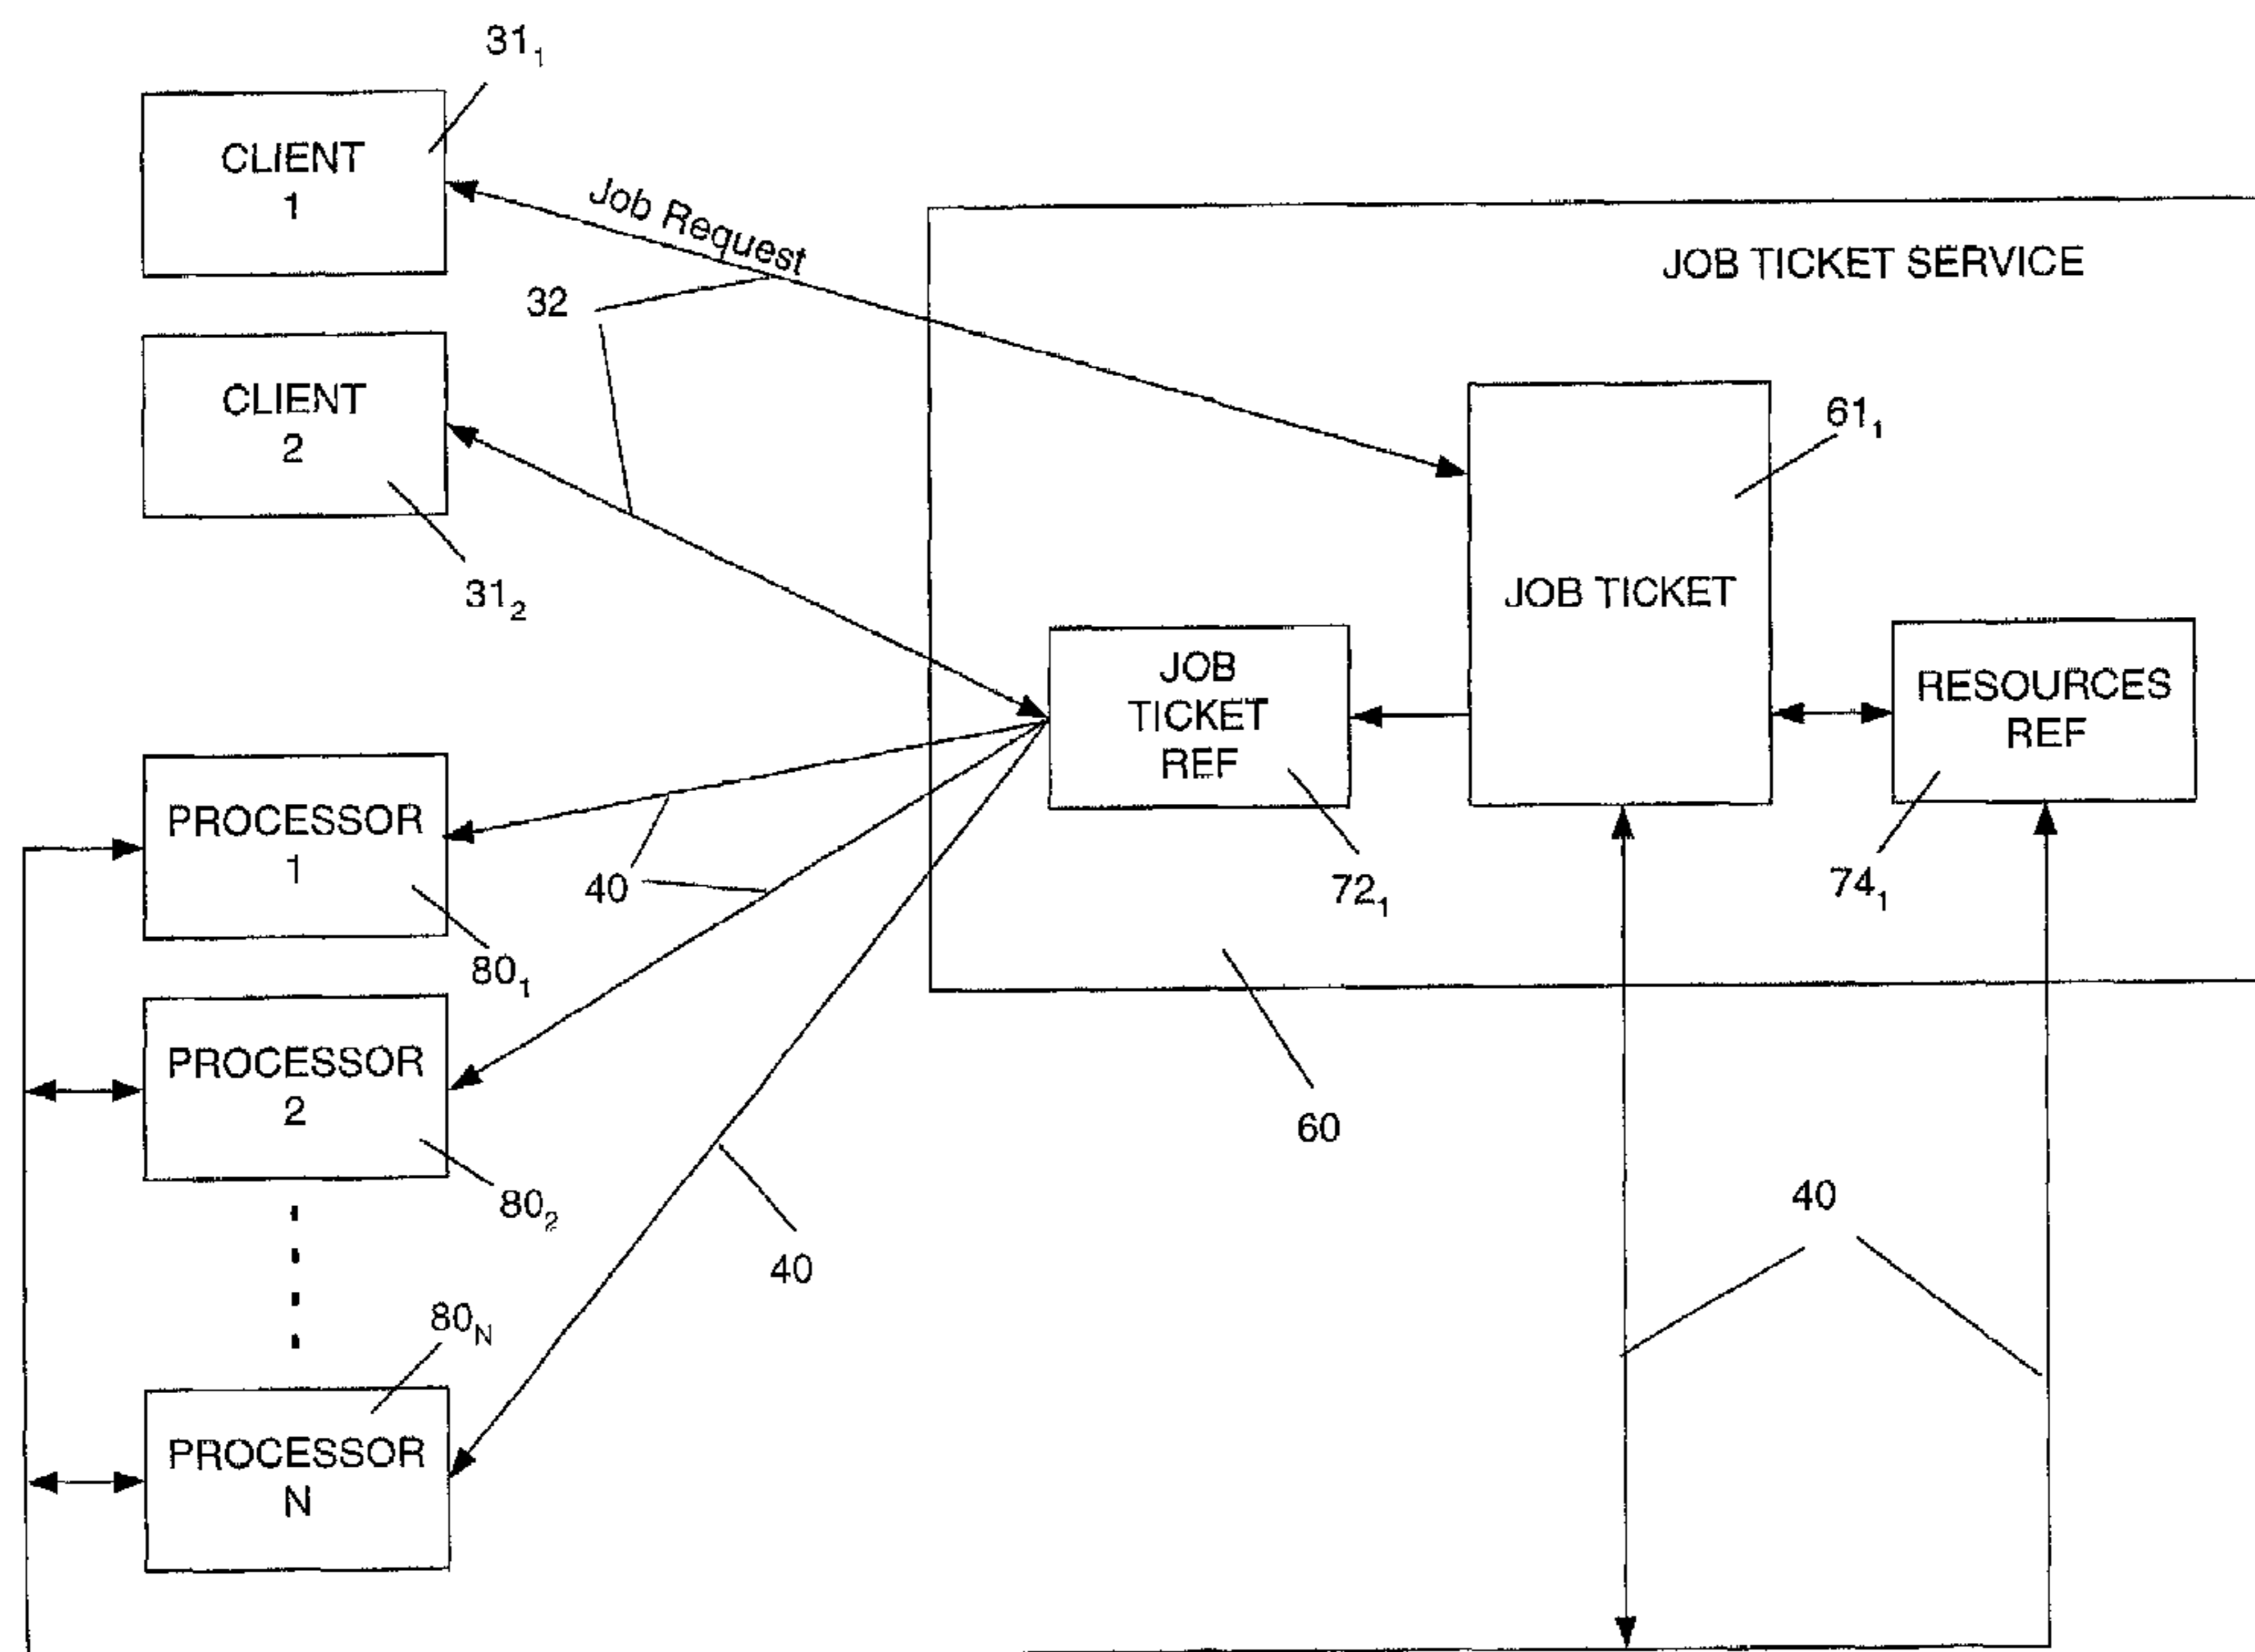 31₁
CLIENT
1
Job Request
JOB TICKET SERVICE
32
CLIENT
2
61₁
31₂
JOB TICKET
JOB
TICKET
REF
RESOURCES
REF
PROCESSOR
1
40
72₁
74₁
80₁
PROCESSOR
2
60
80₂
40
40
80N
PROCESSOR
N